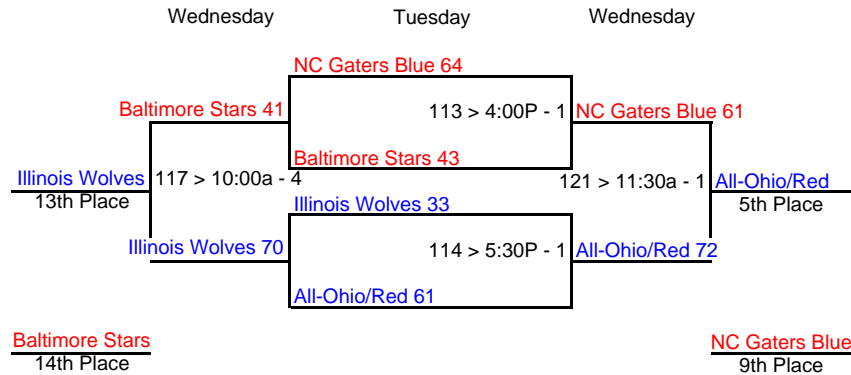 Wednesday Tuesday Wednesday
NC Gaters Blue 64
Baltimore Stars 41 113 > 4:00P - 1 NC Gaters Blue 61
Baltimore Stars 43
Illinois Wolves 117 > 10:00a - 4 121 > 11:30a - 1 All-Ohio/Red
13th Place 5th Place
Illinois Wolves 33
Illinois Wolves 70 114 > 5:30P - 1 All-Ohio/Red 72
All-Ohio/Red 61
Baltimore Stars NC Gaters Blue
14th Place 9th Place